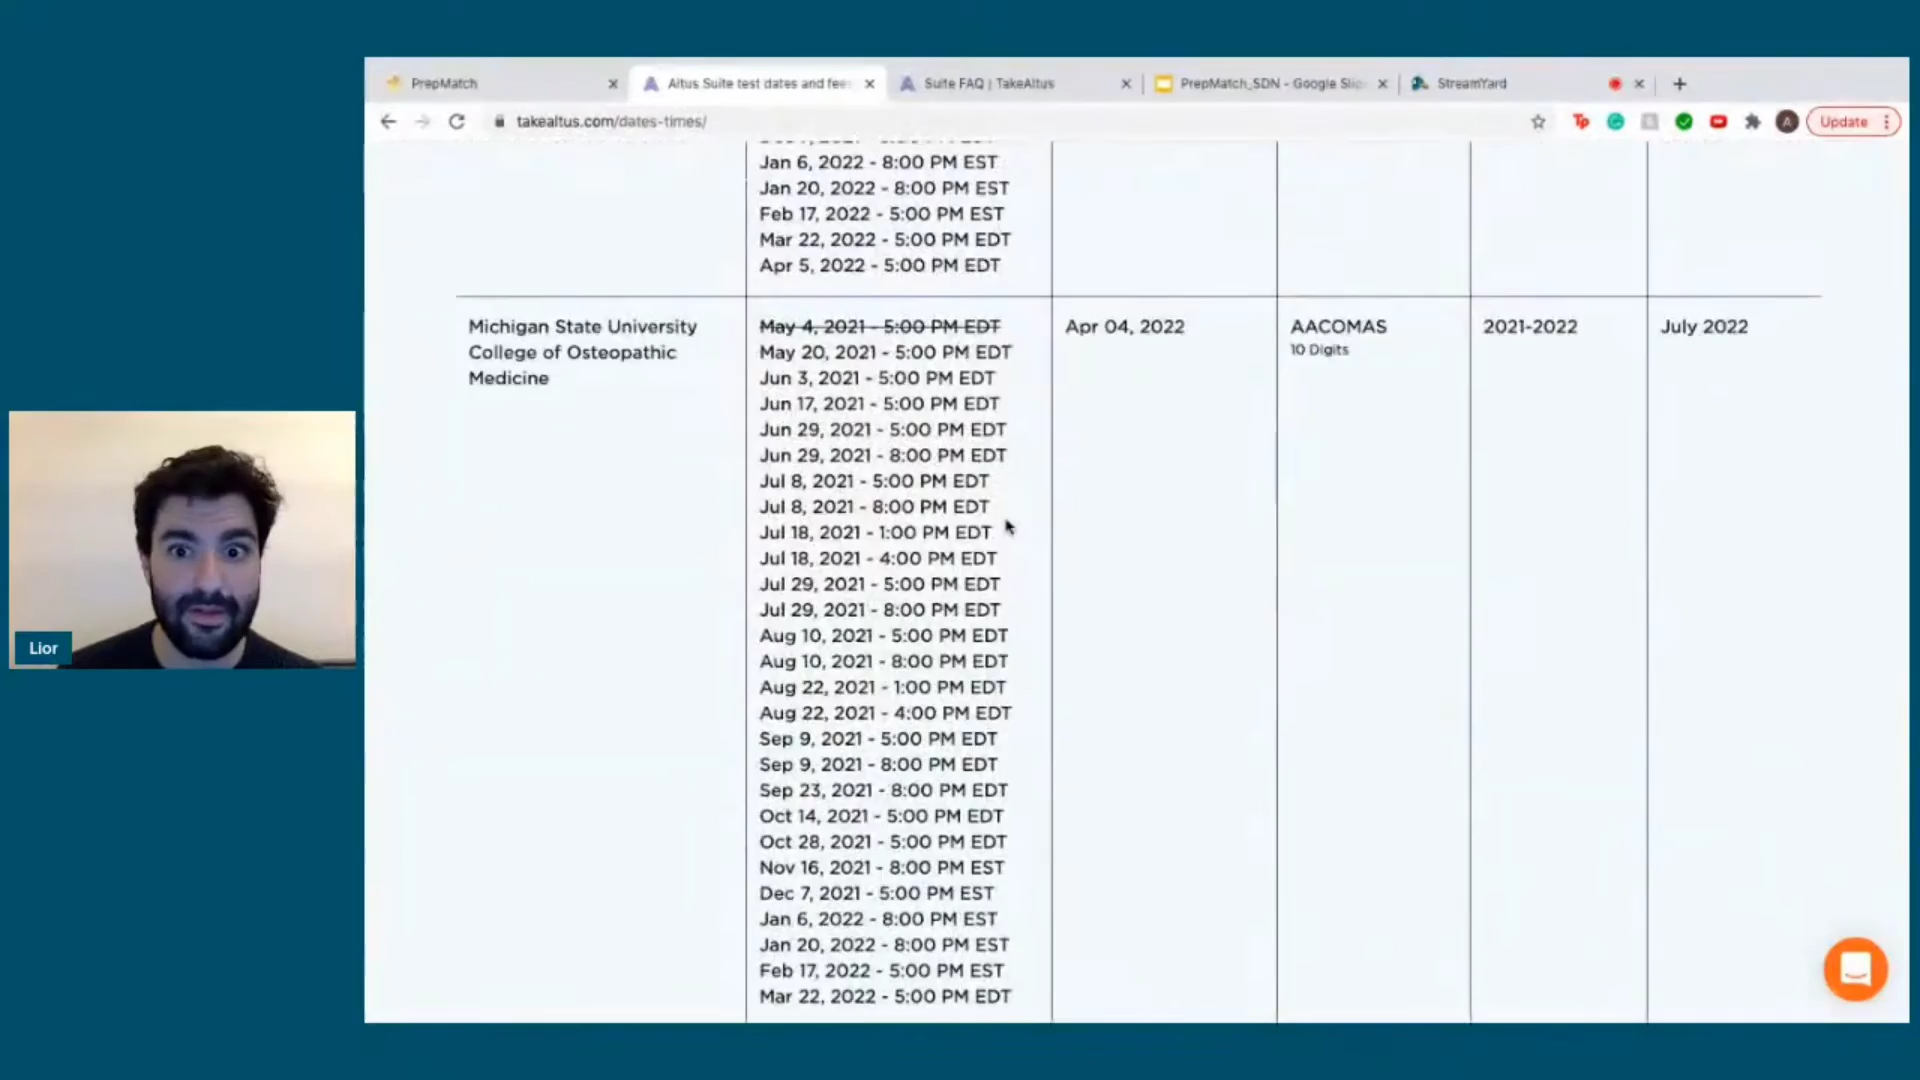 PrepMatch
Altus Suite test dates and fee
Suite FAQ | TakeAltus
PrepMatch_SDN - Google Slid
StreamYard
takealtus.com/dates-times/
Tp
A
Update
Jan 6, 2022 - 8:00 PM EST
Jan 20, 2022 - 8:00 PM EST
Feb 17, 2022 - 5:00 PM EST
Mar 22, 2022 - 5:00 PM EDT
Apr 5, 2022 - 5:00 PM EDT
Michigan State University
College of Osteopathic
Medicine
May 4, 2021 - 5:00 PM EDT
May 20, 2021 - 5:00 PM EDT
Jun 3, 2021 - 5:00 PM EDT
Jun 17, 2021 - 5:00 PM EDT
Jun 29, 2021 - 5:00 PM EDT
Jun 29, 2021 - 8:00 PM EDT
Jul 8, 2021 - 5:00 PM EDT
Jul 8, 2021 - 8:00 PM EDT
Jul 18, 2021 - 1:00 PM EDT
Jul 18, 2021 - 4:00 PM EDT
Jul 29, 2021 - 5:00 PM EDT
Jul 29, 2021 - 8:00 PM EDT
Aug 10, 2021 - 5:00 PM EDT
Aug 10, 2021 - 8:00 PM EDT
Aug 22, 2021 - 1:00 PM EDT
Aug 22, 2021 - 4:00 PM EDT
Sep 9, 2021 - 5:00 PM EDT
Sep 9, 2021 - 8:00 PM EDT
Sep 23, 2021 - 8:00 PM EDT
Oct 14, 2021 - 5:00 PM EDT
Oct 28, 2021 - 5:00 PM EDT
Nov 16, 2021 - 8:00 PM EST
Dec 7, 2021 - 5:00 PM EST
Jan 6, 2022 - 8:00 PM EST
Jan 20, 2022 - 8:00 PM EST
Feb 17, 2022 - 5:00 PM EST
Mar 22, 2022 - 5:00 PM EDT
Apr 04, 2022
AACOMAS
10 Digits
2021-2022
July 2022
Lior